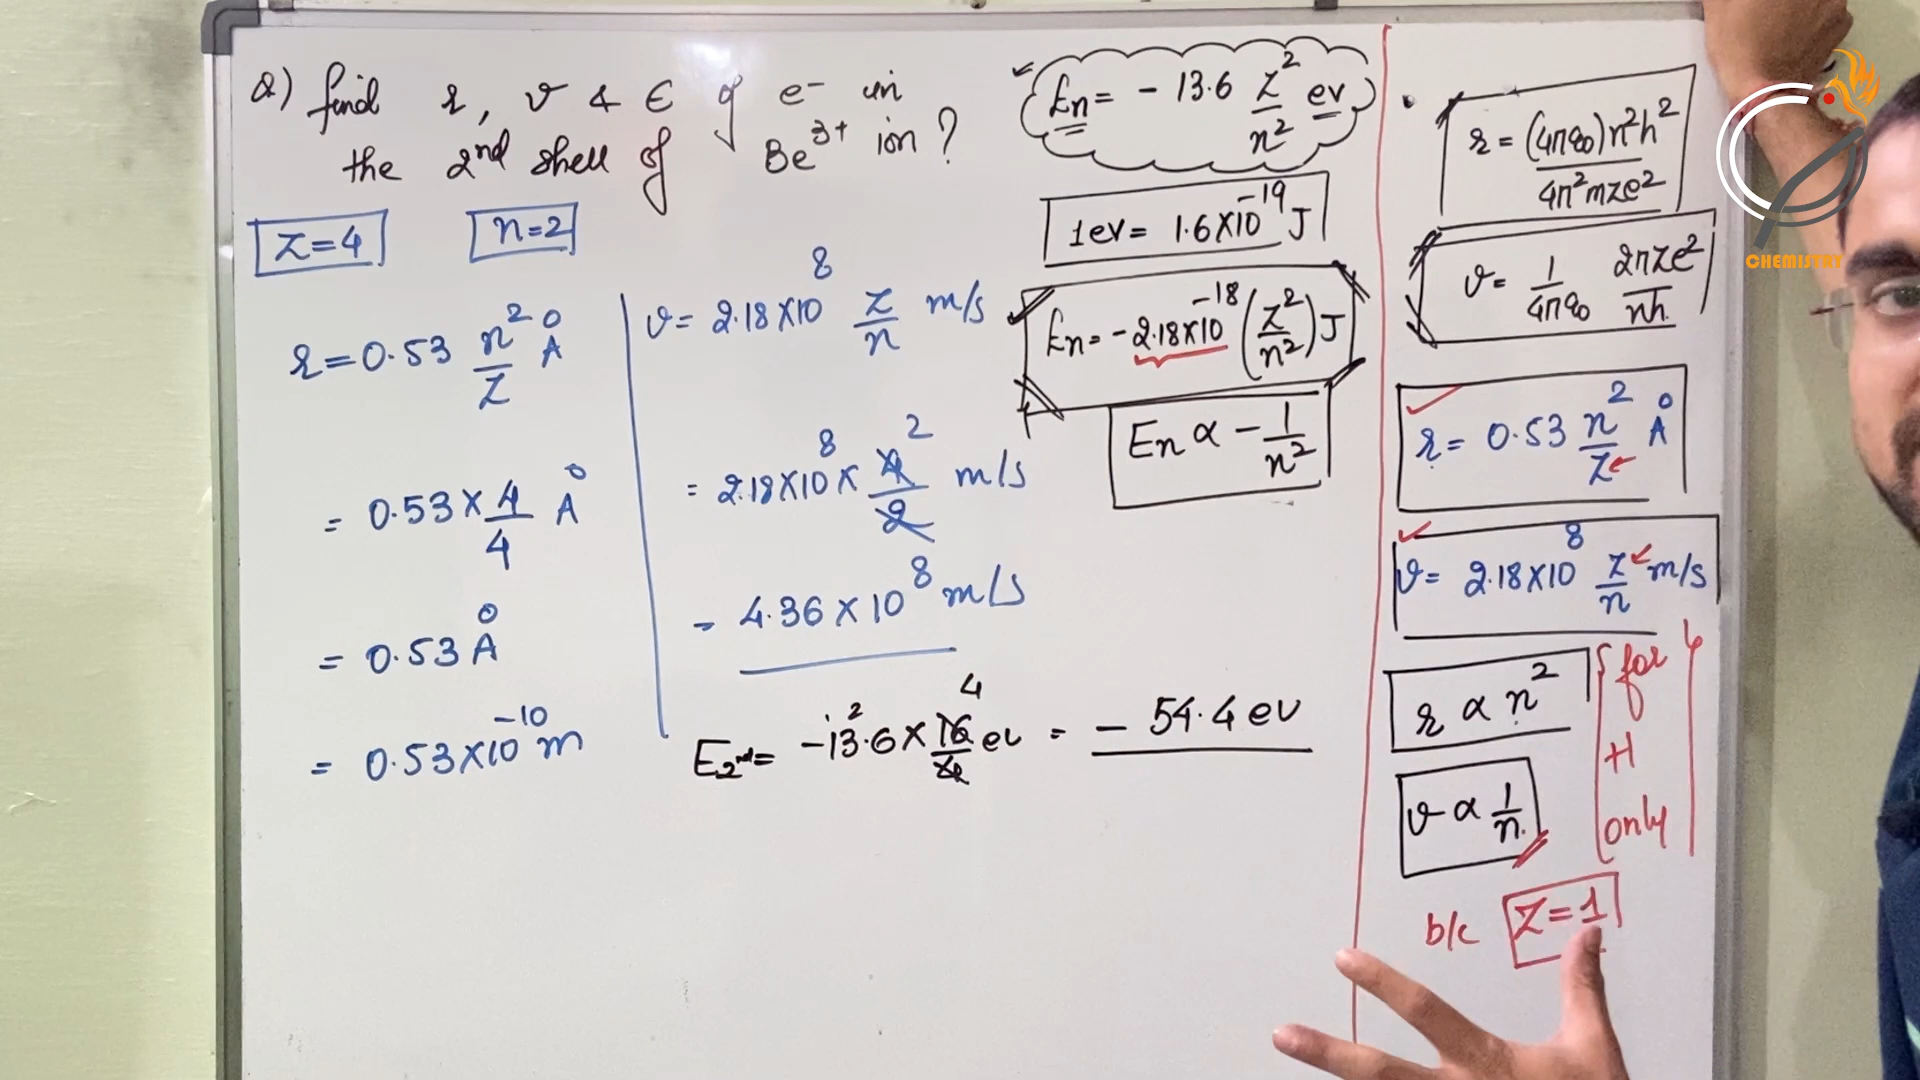 Q) find r, v & E of e- in
the 2nd shell of Be3+ ion?
Z=4
n=2
r=0.53 n²/Z Å
= 0.53 × 4/4 Å
= 0.53 Å
= 0.53×10⁻¹⁰ m
v= 2.18×10⁸ Z/n m/s
= 2.18×10⁸ × 4/2 2 m/s
= 4.36 × 10⁸ m/s
E2nd= -13.6 × 16/4 4 ev = - 54.4 ev
En= - 13.6 Z²/n² ev
1ev= 1.6×10⁻¹⁹ J
En= -2.18×10⁻¹⁸ (Z²/n²) J
En ∝ - 1/n²
r = (4πε0)n²h²/4π²mze²
v= 1/4πε0 2πze²/nh
r= 0.53 n²/Z Å
v= 2.18×10⁸ Z/n m/s
r ∝ n²
v ∝ 1/n
for
H
only
b/c Z=1
CHEMISTRY